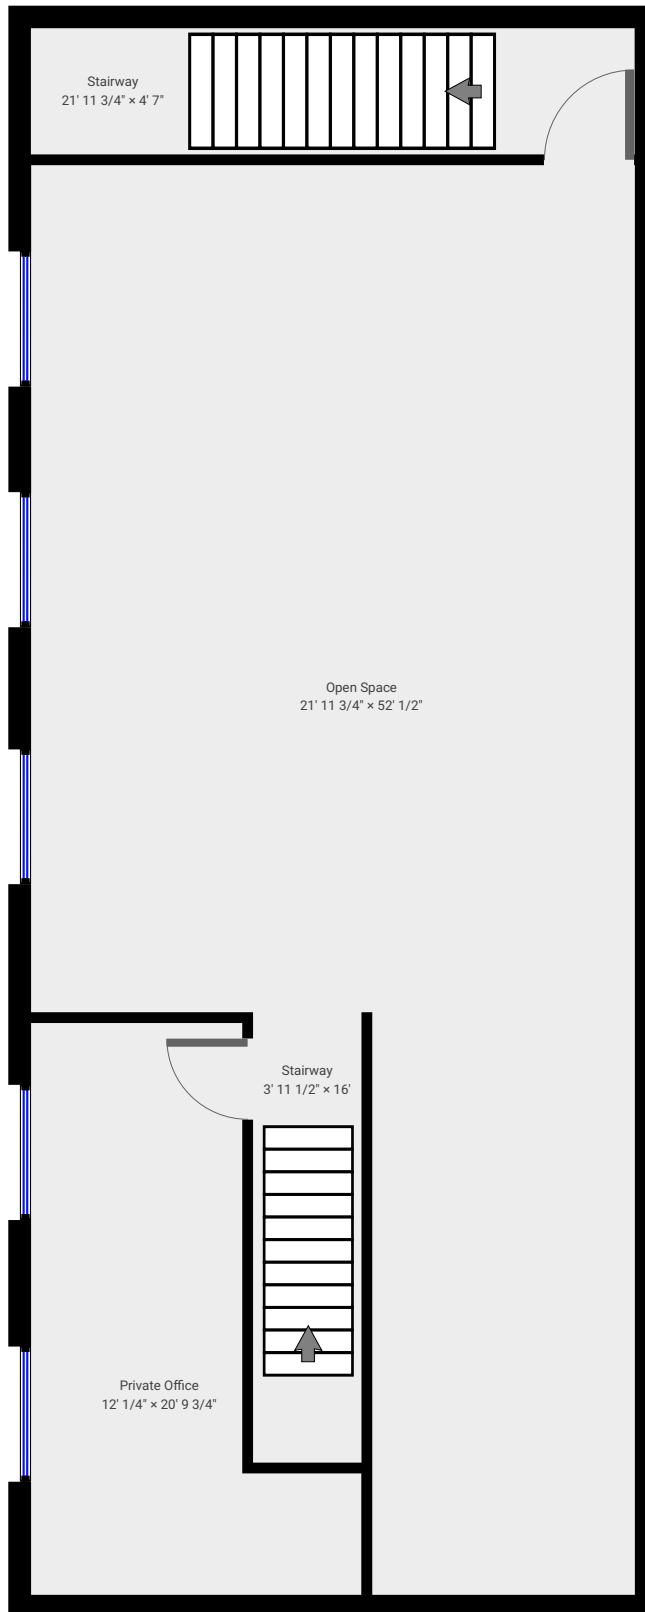 Stairway
21' 11 3/4" × 4' 7"
Open Space
21' 11 3/4" × 52' 1/2"
Stairway
3' 11 1/2" × 16'
Private Office
12' 1/4" × 20' 9 3/4"